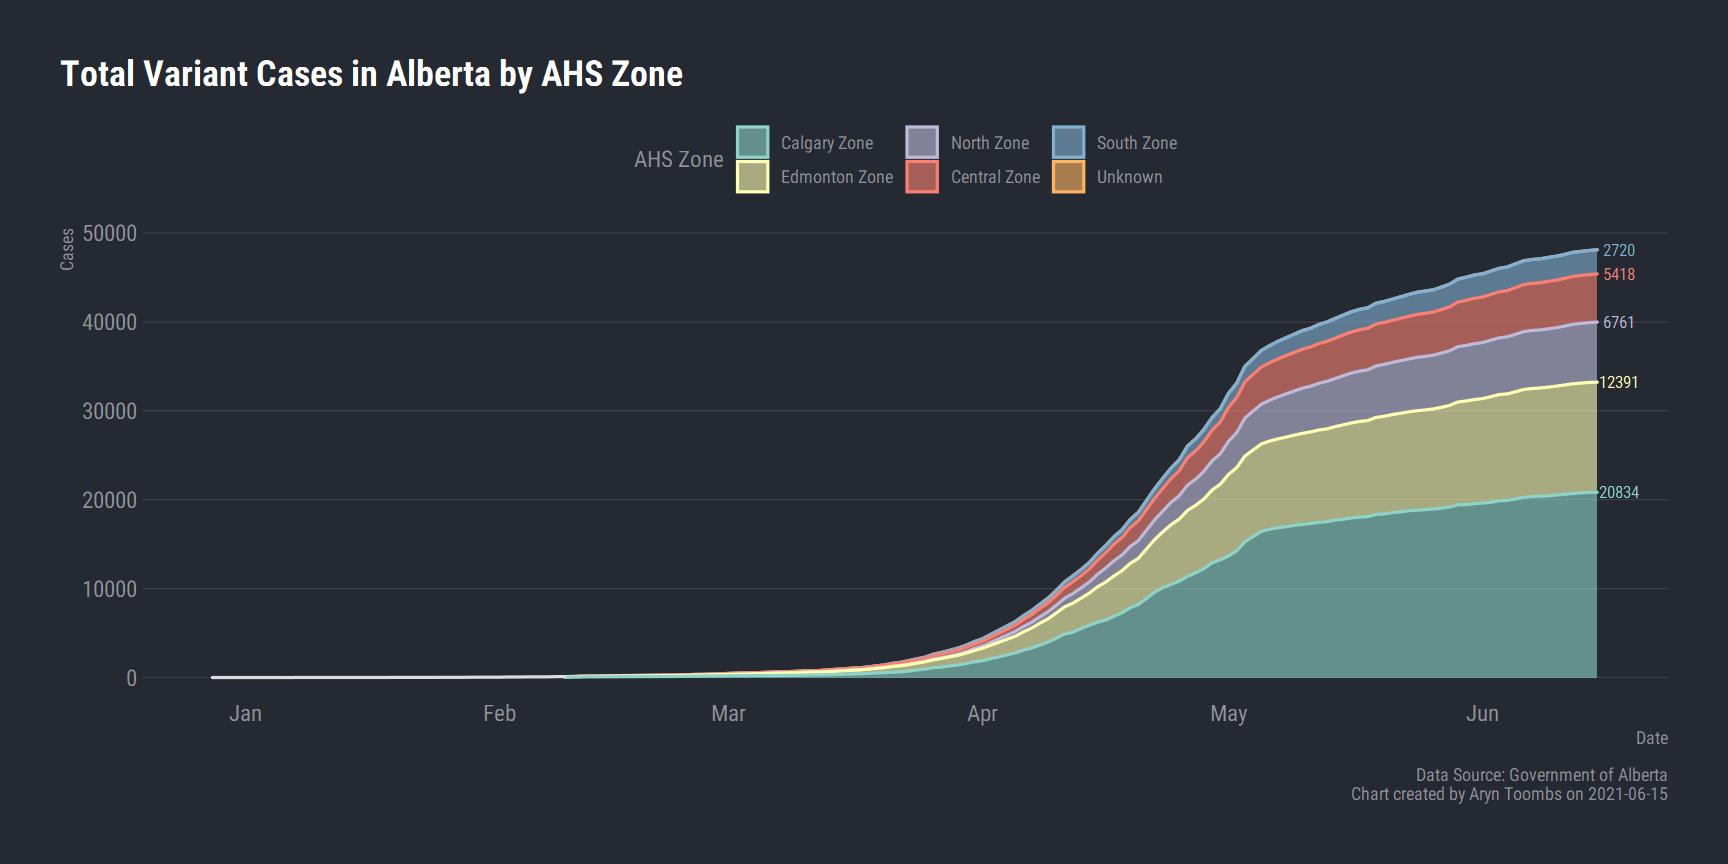 Total Variant Cases in Alberta by AHS Zone
AHS Zone
Calgary Zone
North Zone
South Zone
Edmonton Zone
Central Zone
Unknown
Cases
50000
40000
30000
20000
10000
0
2720
5418
6761
12391
20834
Jan
Feb
Mar
Apr
May
Jun
Date
Data Source: Government of Alberta
Chart created by Aryn Toombs on 2021-06-15